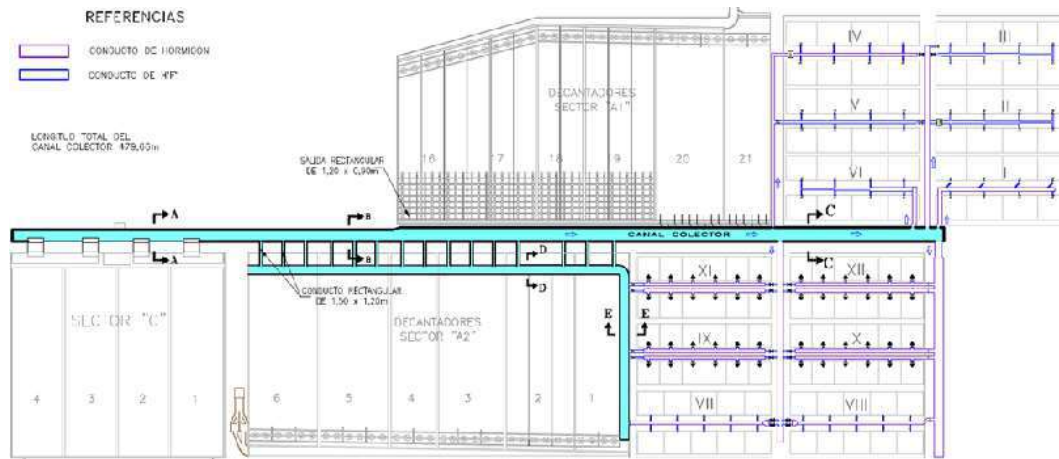 REFERENCIAS
CONDUCTO DE HORMIGON
CONDUCTO DE H°F°
LONGITUD TOTAL DEL
CANAL COLECTOR 479,66m
SALIDA RECTANGULAR
DE 1,20 x 0,90m
DECANTADORES
SECTOR "A1"
16 17 18 19 20 21
IV III
V II
VI I
A B C
CANAL COLECTOR
A B D C
D
CONDUCTO RECTANGULAR
DE 1,50 x 1,20m
SECTOR "C"
DECANTADORES
SECTOR "A2"
E E
XI XII
IX X
VII VIII
4 3 2 1 6 5 4 3 2 1